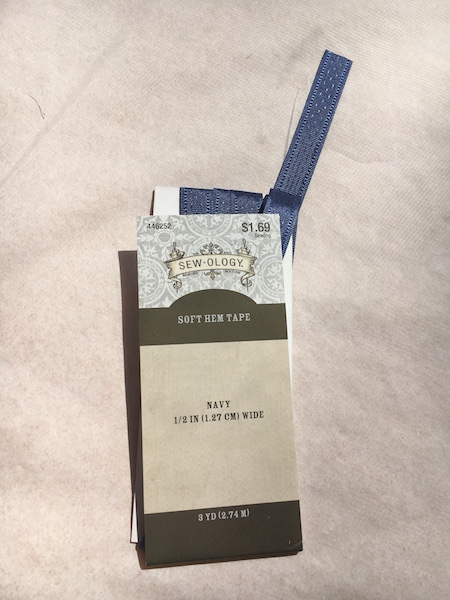 446252 $1.69
Sewing
SEW·OLOGY
SOFT HEM TAPE
NAVY
1/2 IN (1.27 CM) WIDE
3 YD (2.74 M)